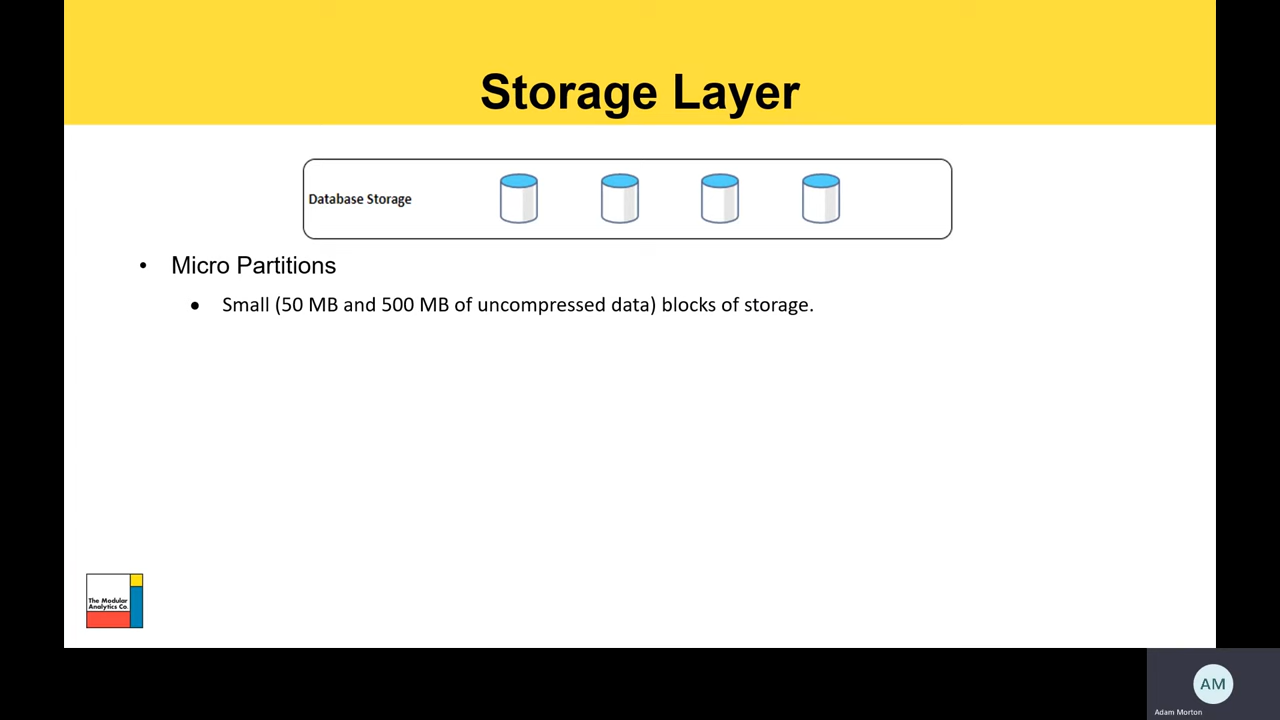 Storage Layer
Database Storage
• Micro Partitions
● Small (50 MB and 500 MB of uncompressed data) blocks of storage.
The Modular
Analytics Co.
AM
Adam Morton